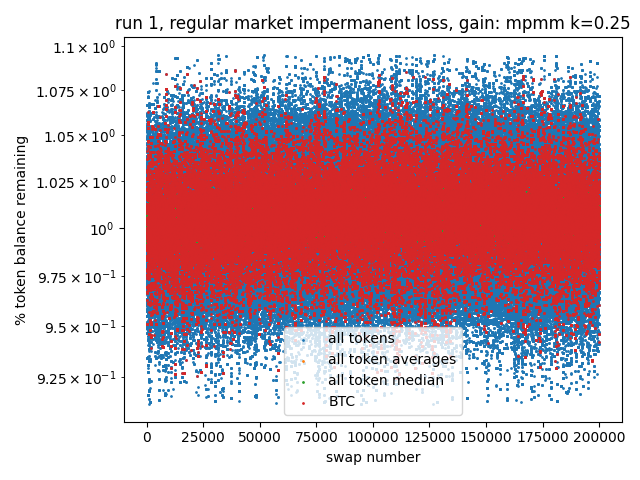 run 1, regular market impermanent loss, gain: mpmm k=0.25
% token balance remaining
1.1 × 10⁰
1.075 × 10⁰
1.05 × 10⁰
1.025 × 10⁰
10⁰
9.75 × 10⁻¹
9.5 × 10⁻¹
9.25 × 10⁻¹
all tokens
all token averages
all token median
BTC
0 25000 50000 75000 100000 125000 150000 175000 200000
swap number